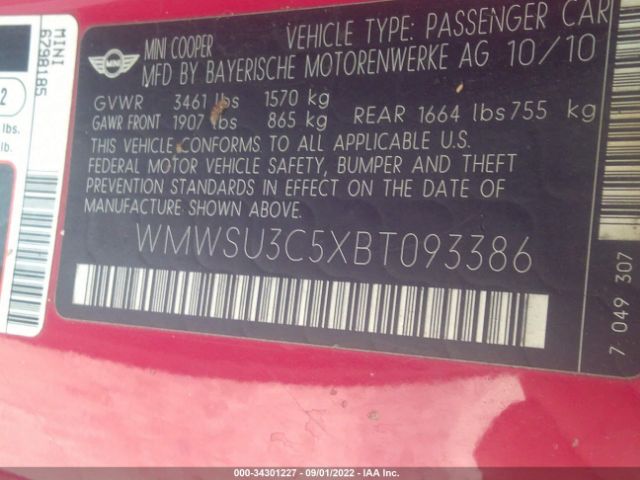 MINI COOPER VEHICLE TYPE: PASSENGER CAR
MFD BY BAYERISCHE MOTORENWERKE AG 10/10
GVWR 3461 lbs 1570 kg
GAWR FRONT 1907 lbs 865 kg REAR 1664 lbs 755 kg
THIS VEHICLE CONFORMS TO ALL APPLICABLE U.S.
FEDERAL MOTOR VEHICLE SAFETY, BUMPER AND THEFT
PREVENTION STANDARDS IN EFFECT ON THE DATE OF
MANUFACTURE SHOWN ABOVE.
WMWSU3C5XBT093386
7 049 307
MINI
6798185
2
lbs.
lb.
000-34301227 - 09/01/2022 - IAA Inc.